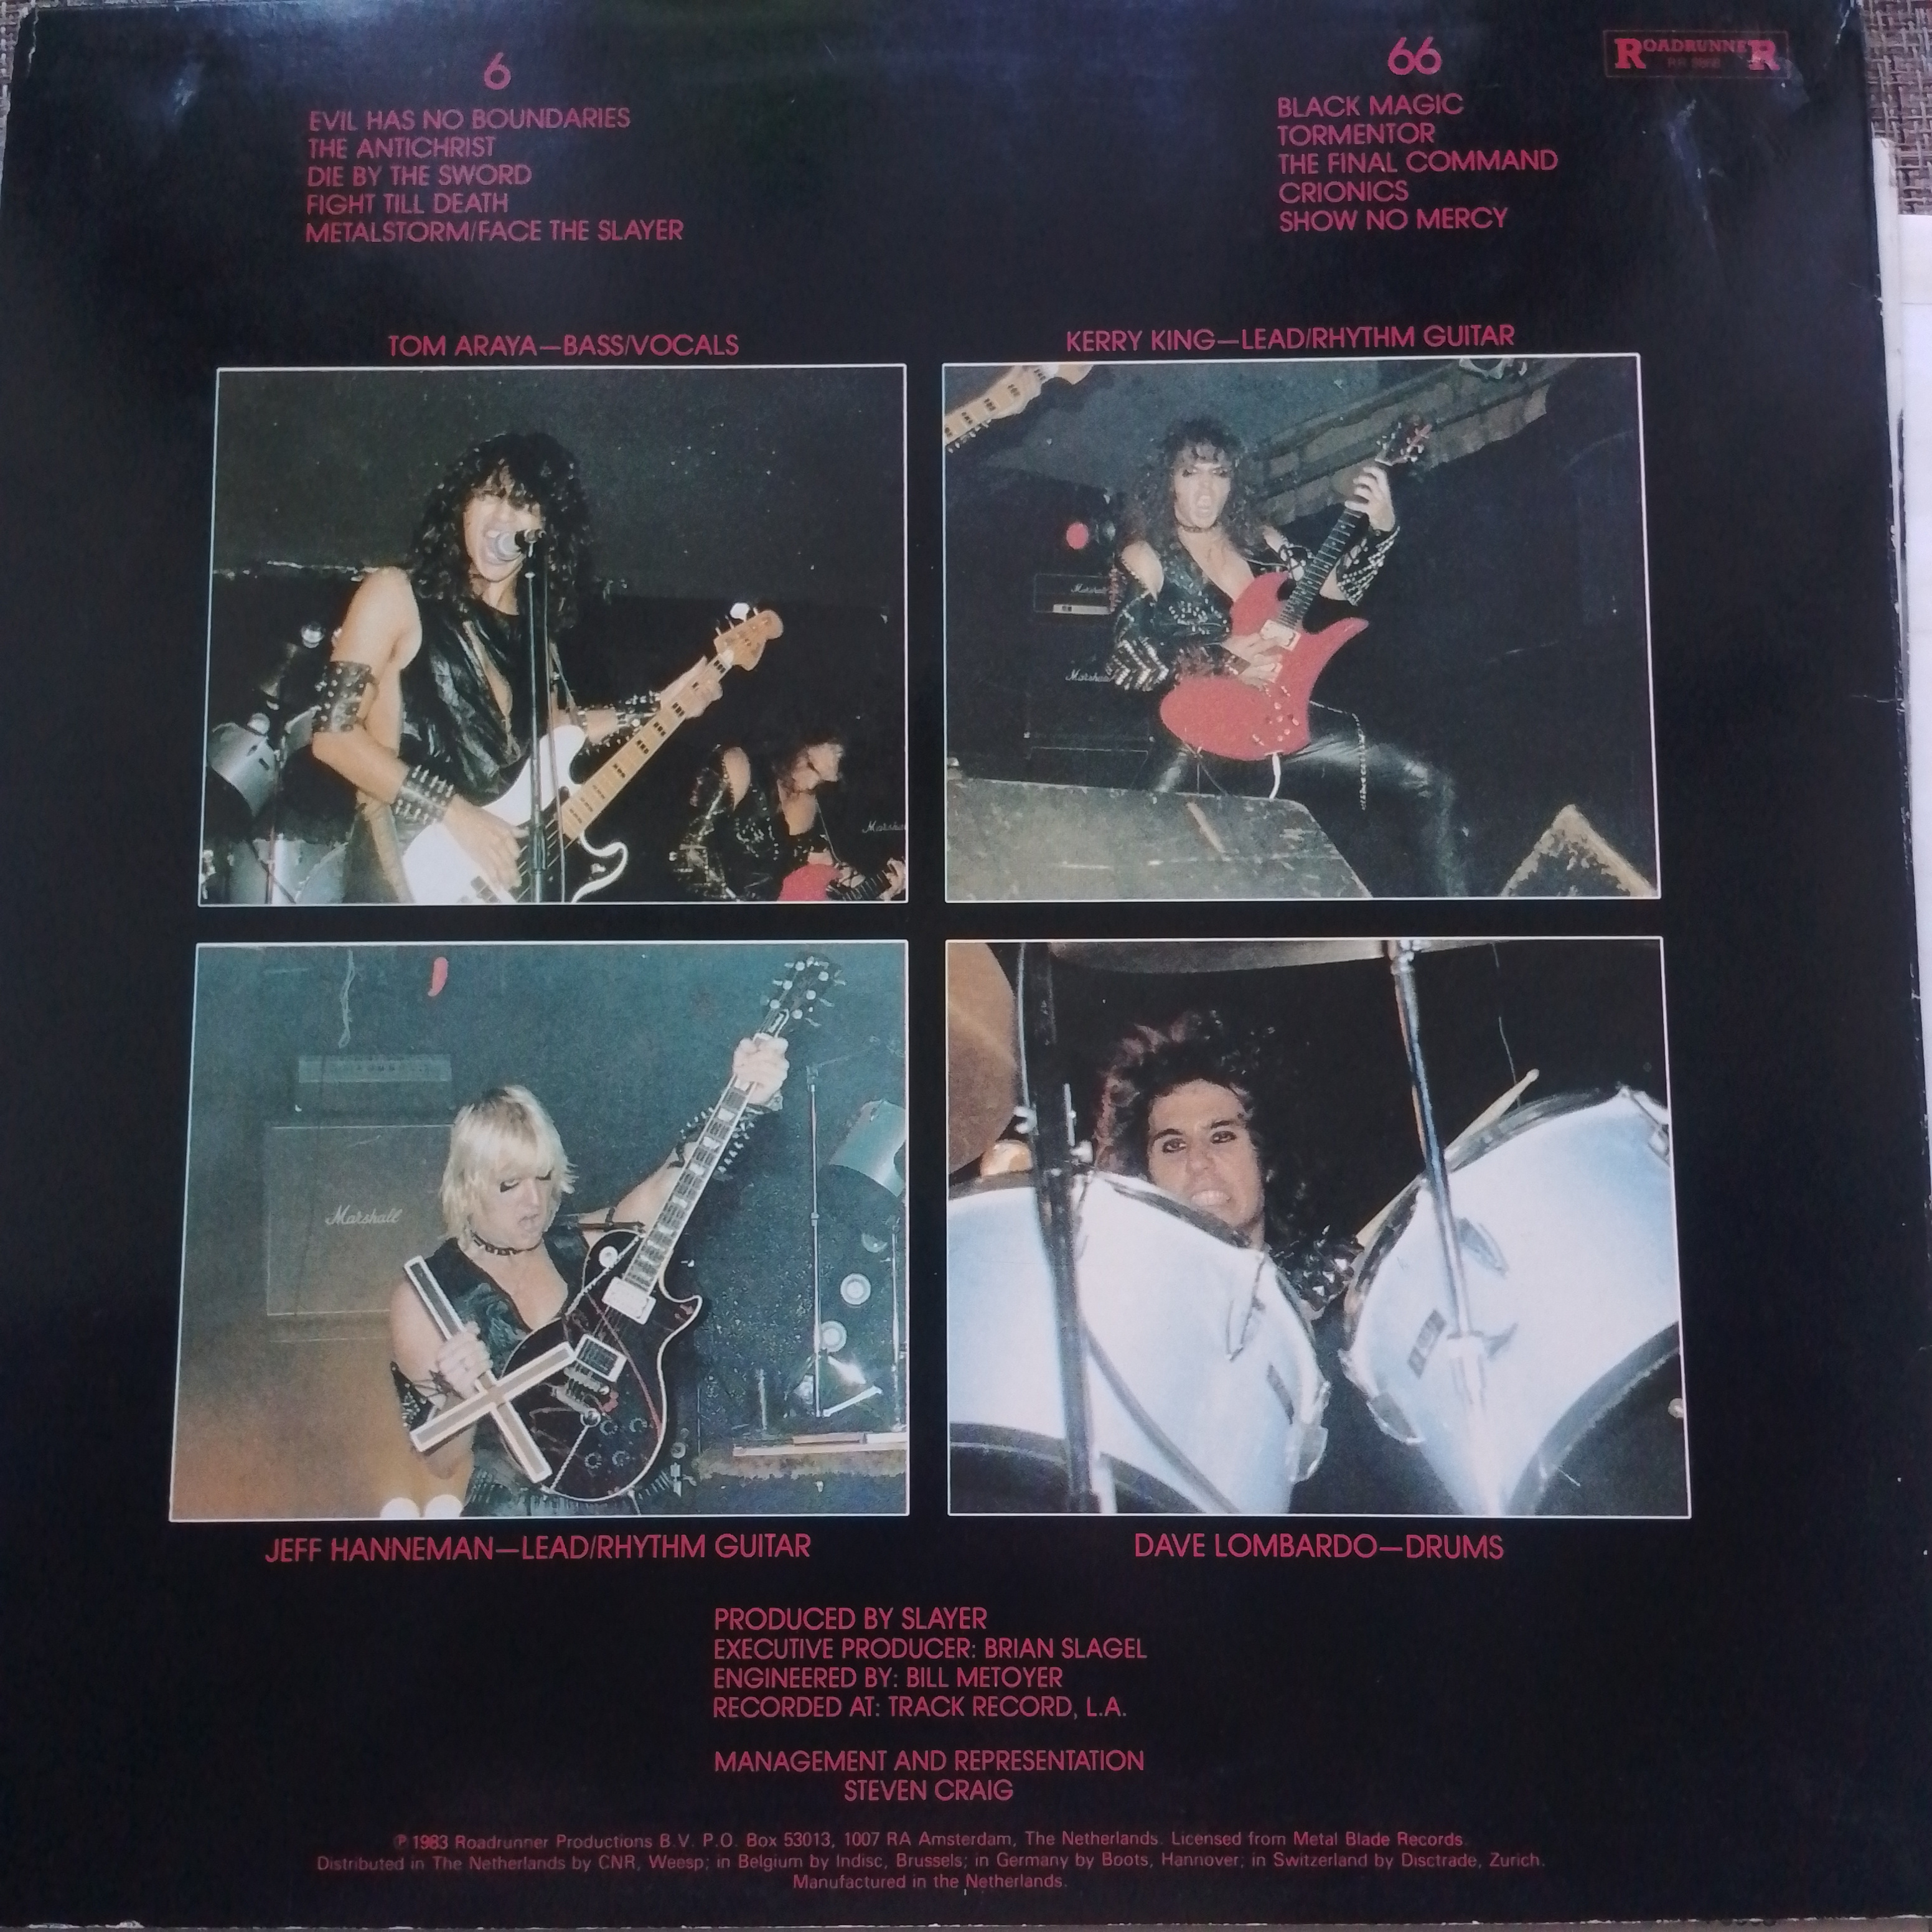 6
EVIL HAS NO BOUNDARIES
THE ANTICHRIST
DIE BY THE SWORD
FIGHT TILL DEATH
METALSTORM/FACE THE SLAYER
66
BLACK MAGIC
TORMENTOR
THE FINAL COMMAND
CRIONICS
SHOW NO MERCY
ROADRUNNER
RR
TOM ARAYA—BASS/VOCALS
KERRY KING—LEAD/RHYTHM GUITAR
Marshall
Marshall
Marshall
Marshall
JEFF HANNEMAN—LEAD/RHYTHM GUITAR
DAVE LOMBARDO—DRUMS
PRODUCED BY SLAYER
EXECUTIVE PRODUCER: BRIAN SLAGEL
ENGINEERED BY: BILL METOYER
RECORDED AT: TRACK RECORD, L.A.
MANAGEMENT AND REPRESENTATION
STEVEN CRAIG
℗ 1983 Roadrunner Productions B.V. P.O. Box 53013, 1007 RA Amsterdam, The Netherlands. Licensed from Metal Blade Records.
Distributed in The Netherlands by CNR, Weesp; in Belgium by Indisc, Brussels; in Germany by Boots, Hannover; in Switzerland by Disctrade, Zurich.
Manufactured in the Netherlands.